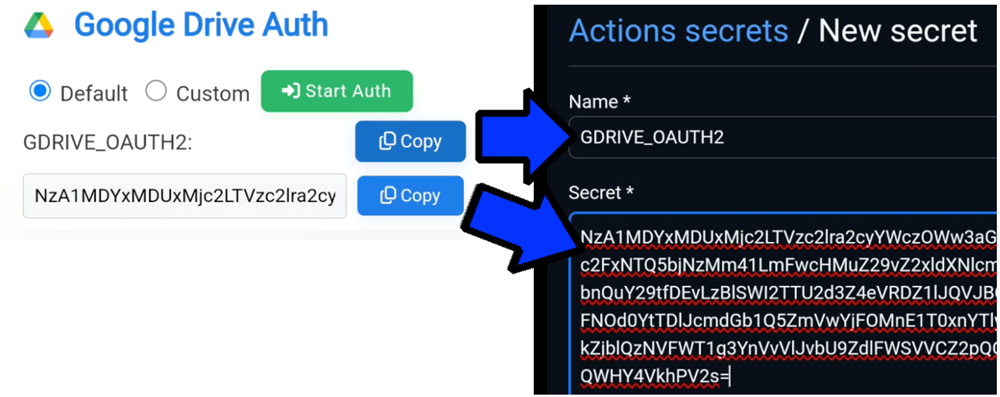 Google Drive Auth
Default Custom Start Auth
GDRIVE_OAUTH2: Copy
NzA1MDYxMDUxMjc2LTVzc2lra2cy Copy
Actions secrets / New secret
Name *
GDRIVE_OAUTH2
Secret *
NzA1MDYxMDUxMjc2LTVzc2lra2cyYWczOWw3aG
c2FxNTQ5bjNzMm41LmFwcHMuZ29vZ2xldXNlcm
bnQuY29tfDEvLzBlSWI2TTU2d3Z4eVRDZ1lJQVJB
FNOd0YtTDlJcmdGb1Q5ZmVwYjFOMnE1T0xnYTl
kZjblQzNVFWT1g3YnVvVlJvbU9ZdlFWSVVCZ2pQ
QWHY4VkhPV2s=